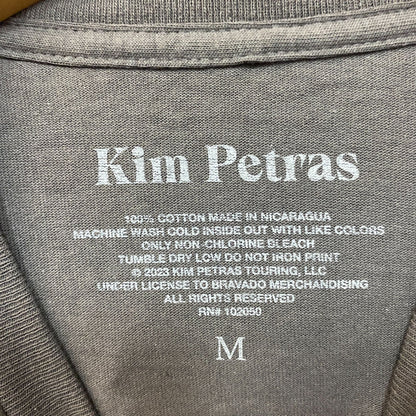 Kim Petras
100% COTTON MADE IN NICARAGUA
MACHINE WASH COLD INSIDE OUT WITH LIKE COLORS
ONLY NON-CHLORINE BLEACH
TUMBLE DRY LOW DO NOT IRON PRINT
© 2023 KIM PETRAS TOURING, LLC
UNDER LICENSE TO BRAVADO MERCHANDISING
ALL RIGHTS RESERVED
RN# 102050
M